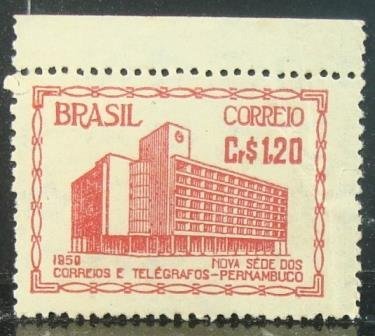 BRASIL CORREIO
Cr$ 1.20
1950 NOVA SÉDE DOS
CORREIOS E TELÉGRAFOS-PERNAMBUCO